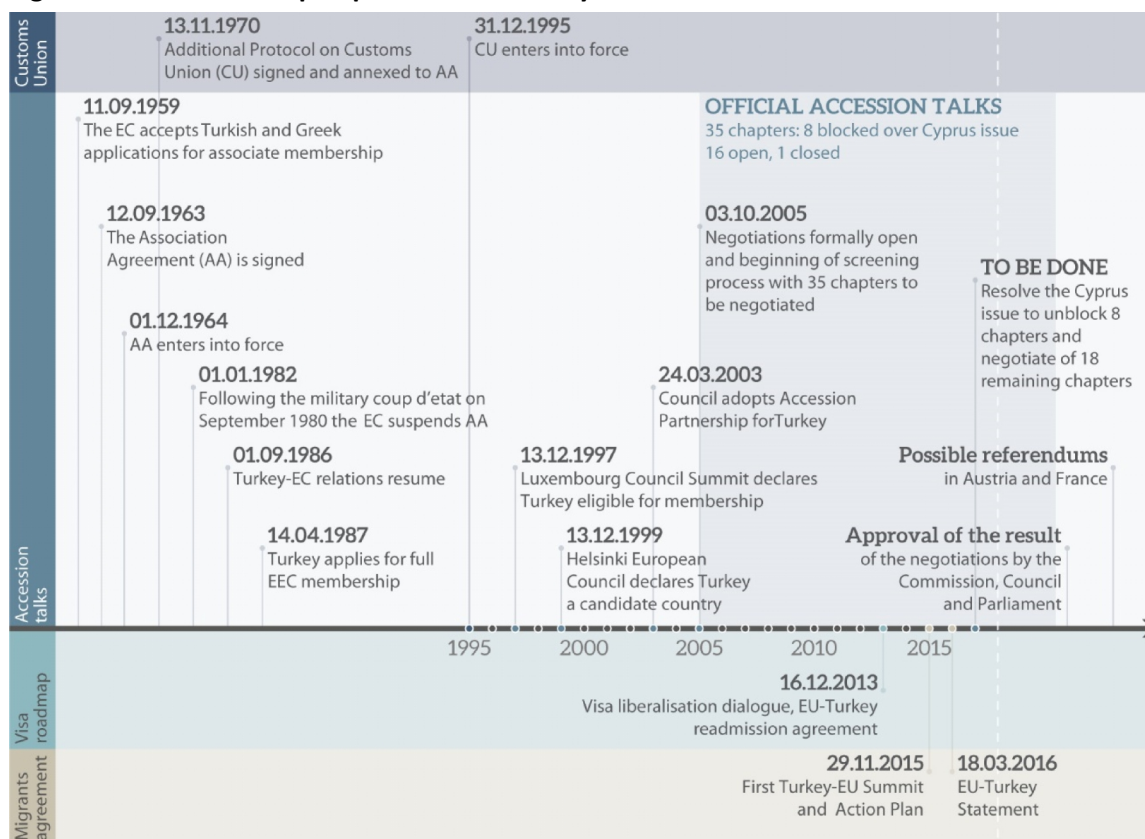 Customs
Union
13.11.1970
Additional Protocol on Customs
Union (CU) signed and annexed to AA
31.12.1995
CU enters into force
Accession
talks
11.09.1959
The EC accepts Turkish and Greek
applications for associate membership
OFFICIAL ACCESSION TALKS
35 chapters: 8 blocked over Cyprus issue
16 open, 1 closed
12.09.1963
The Association
Agreement (AA) is signed
03.10.2005
Negotiations formally open
and beginning of screening
process with 35 chapters to
be negotiated
TO BE DONE
Resolve the Cyprus
issue to unblock 8
chapters and
negotiate of 18
remaining chapters
01.12.1964
AA enters into force
01.01.1982
Following the military coup d'etat on
September 1980 the EC suspends AA
24.03.2003
Council adopts Accession
Partnership forTurkey
01.09.1986
Turkey-EC relations resume
13.12.1997
Luxembourg Council Summit declares
Turkey eligible for membership
Possible referendums
in Austria and France
14.04.1987
Turkey applies for full
EEC membership
13.12.1999
Helsinki European
Council declares Turkey
a candidate country
Approval of the result
of the negotiations by the
Commission, Council
and Parliament
1995 2000 2005 2010 2015
Visa
roadmap
16.12.2013
Visa liberalisation dialogue, EU-Turkey
readmission agreement
Migrants
agreement
29.11.2015
First Turkey-EU Summit
and Action Plan
18.03.2016
EU-Turkey
Statement